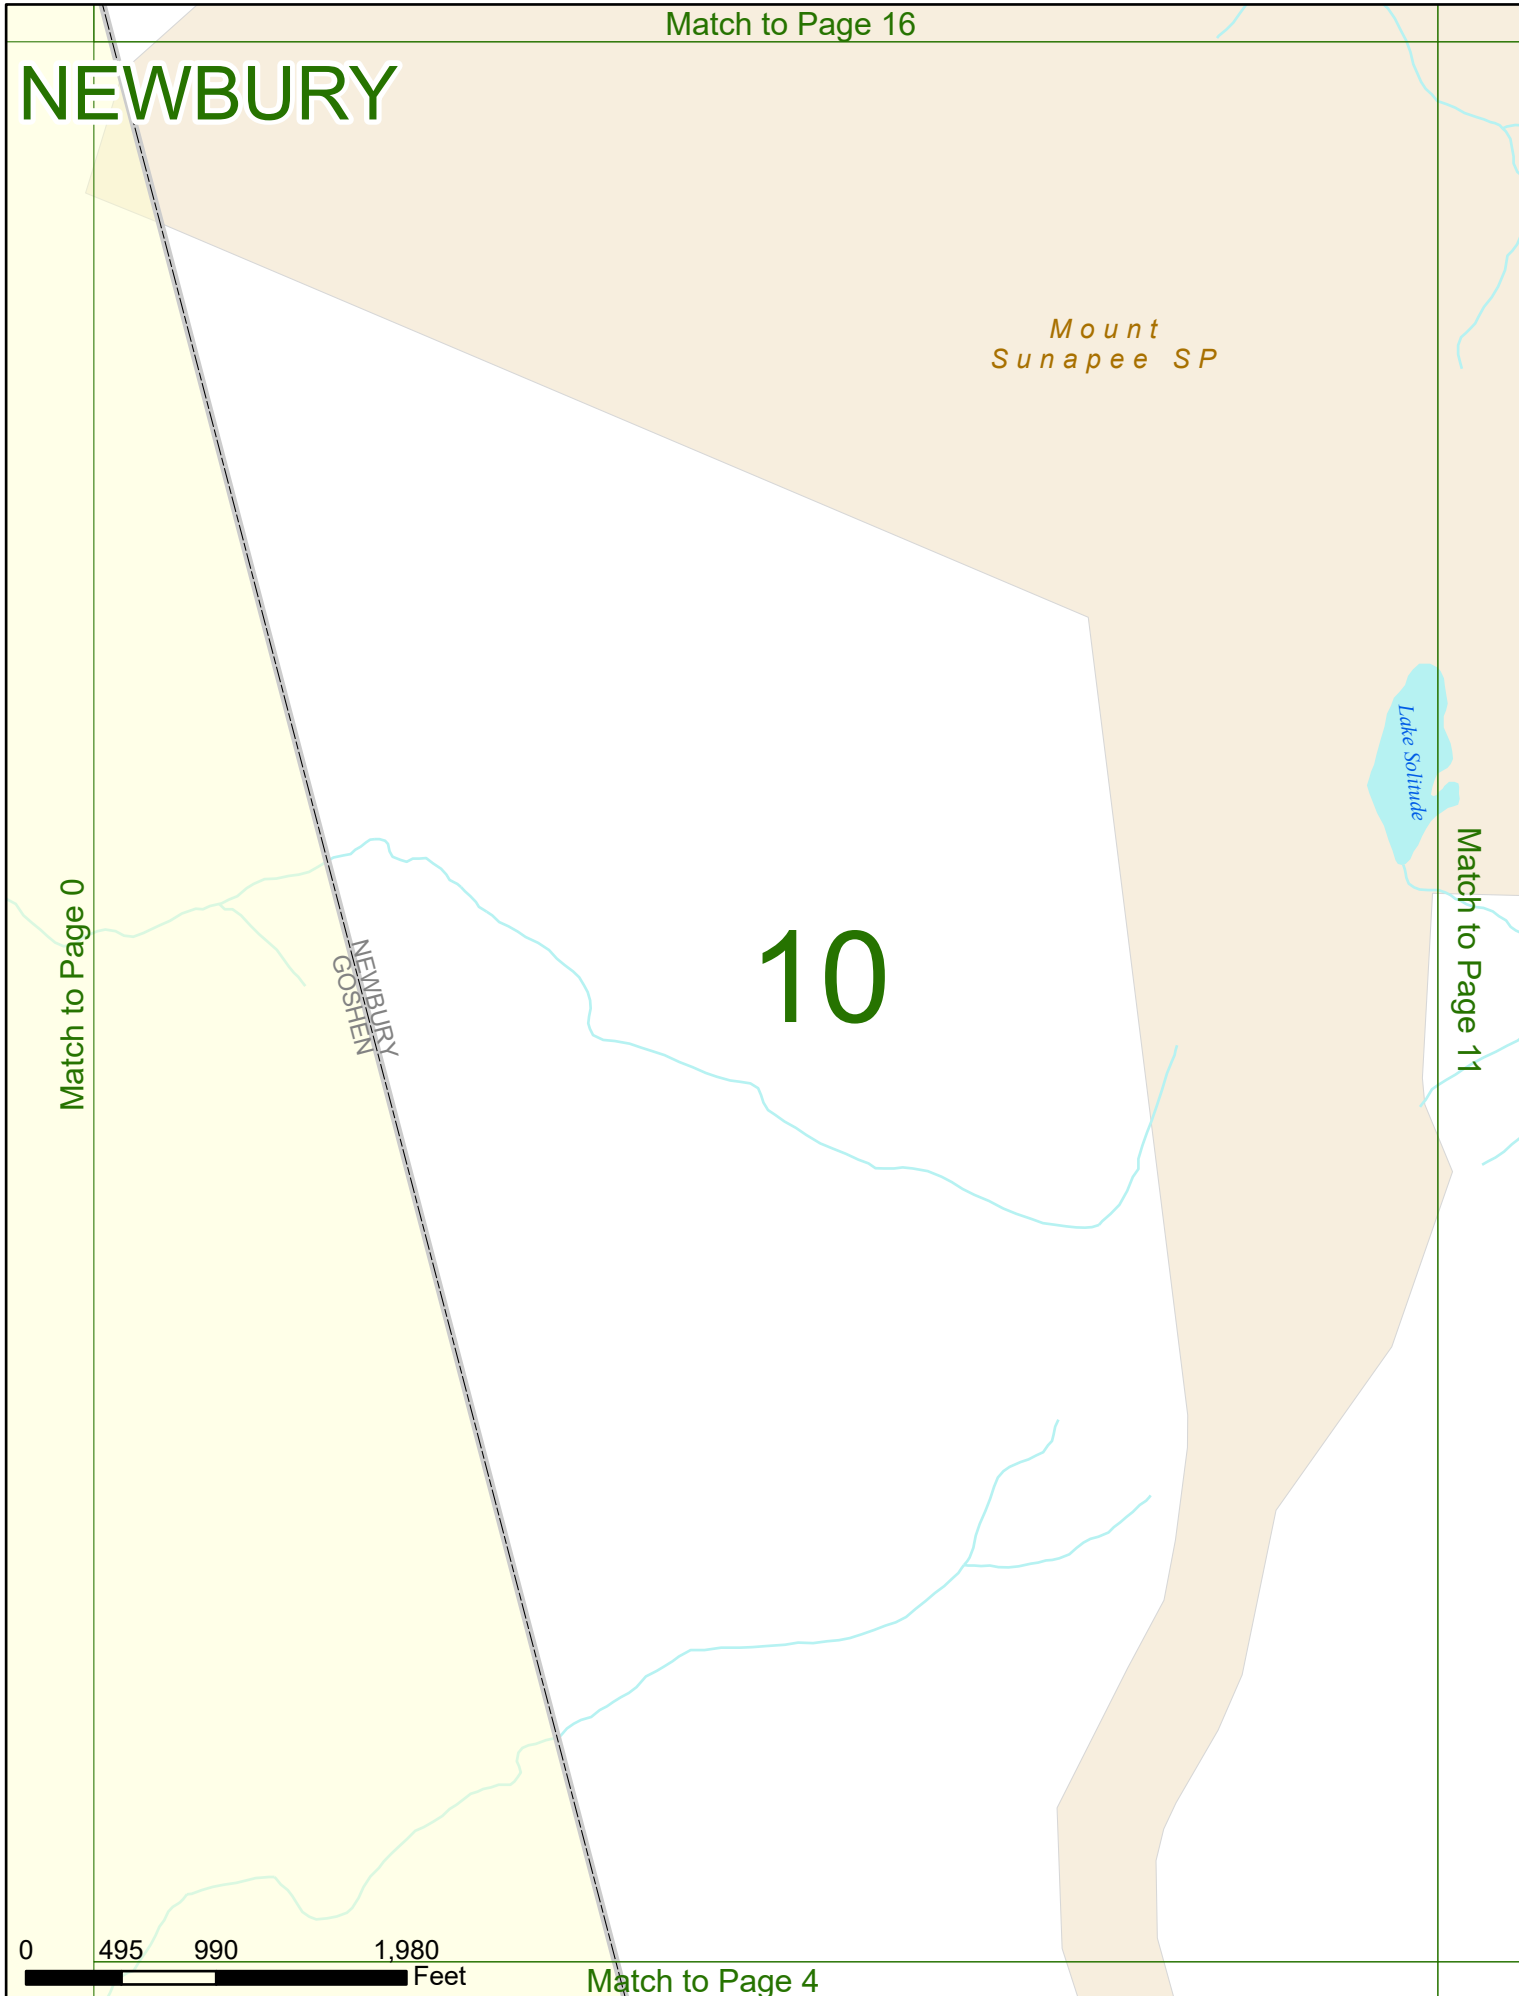 Match to Page 16
NEWBURY
Mount
Sunapee SP
Lake Solitude
Match to Page 11
Match to Page 0
NEWBURY
GOSHEN
10
0 495 990 1,980
Feet
Match to Page 4